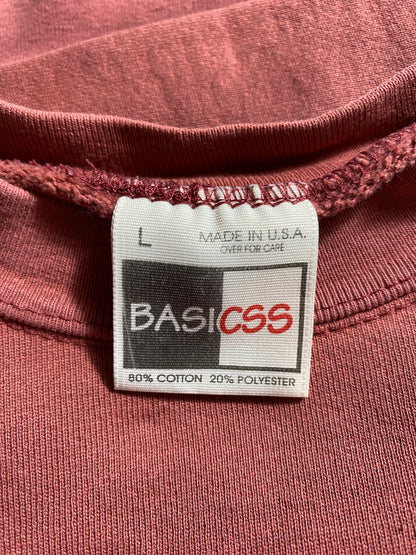 L MADE IN U.S.A.
OVER FOR CARE
BASICSS
80% COTTON 20% POLYESTER